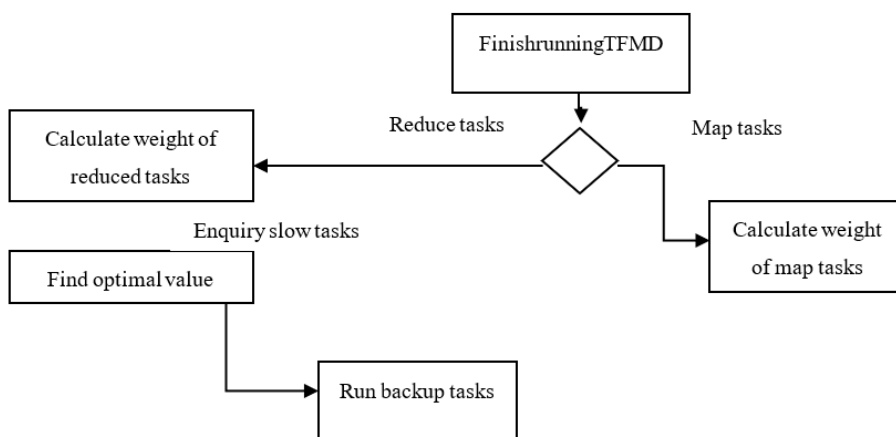 FinishrunningTFMD
Reduce tasks
Map tasks
Calculate weight of
reduced tasks
Calculate weight
of map tasks
Enquiry slow tasks
Find optimal value
Run backup tasks